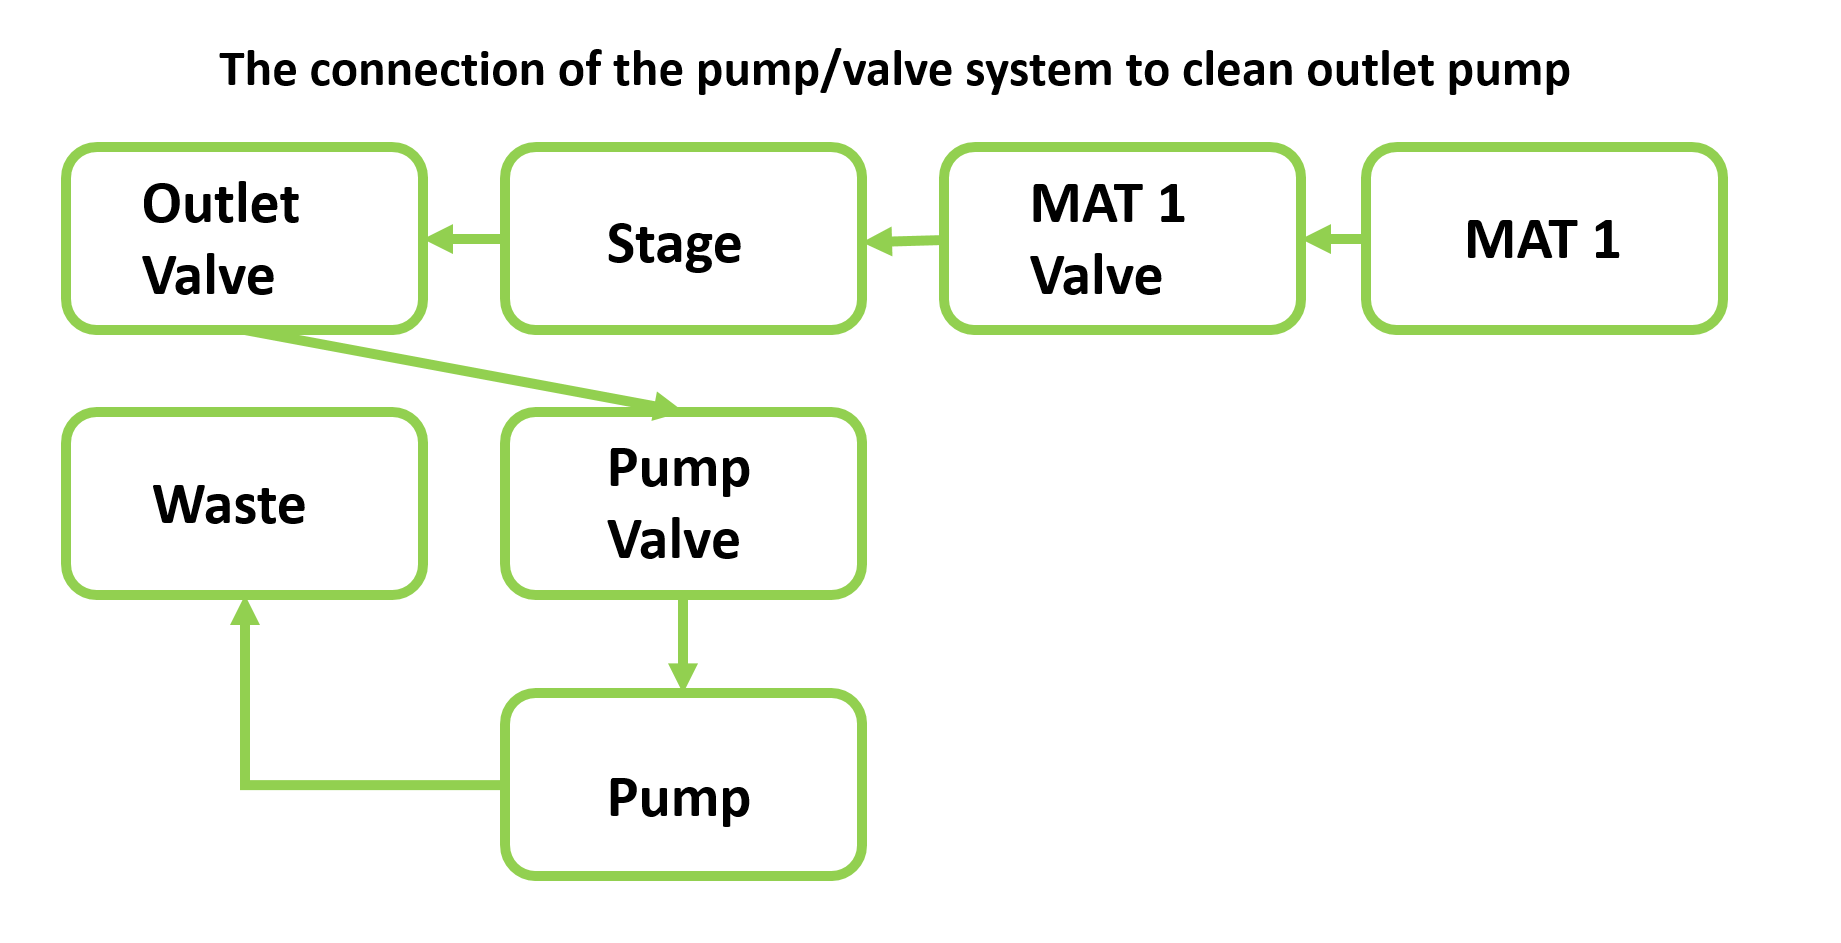 The connection of the pump/valve system to clean outlet pump
Outlet
Valve
Stage
MAT 1
Valve
MAT 1
Waste
Pump
Valve
Pump